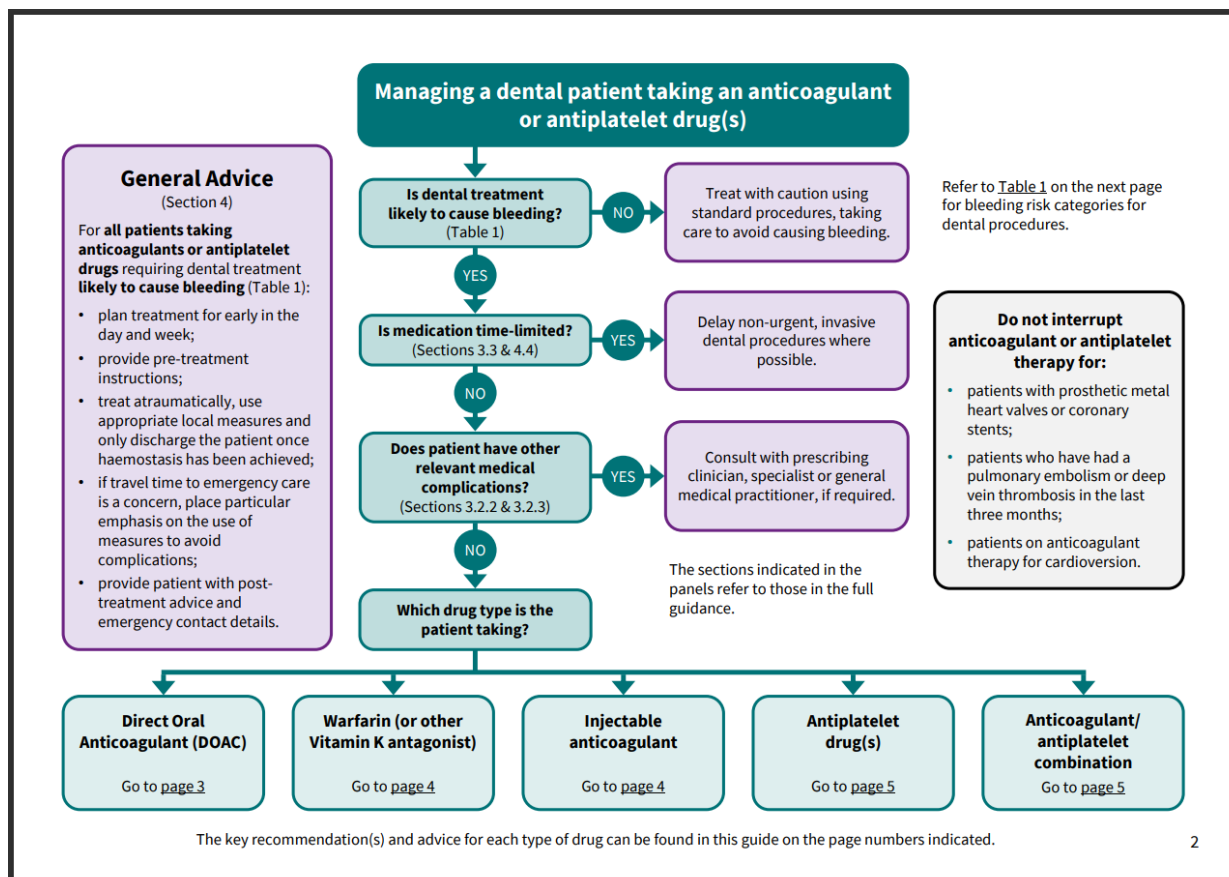 Managing a dental patient taking an anticoagulant
or antiplatelet drug(s)
General Advice
(Section 4)
For all patients taking
anticoagulants or antiplatelet
drugs requiring dental treatment
likely to cause bleeding (Table 1):
• plan treatment for early in the
day and week;
• provide pre-treatment
instructions;
• treat atraumatically, use
appropriate local measures and
only discharge the patient once
haemostasis has been achieved;
• if travel time to emergency care
is a concern, place particular
emphasis on the use of
measures to avoid
complications;
• provide patient with post-
treatment advice and
emergency contact details.
Is dental treatment
likely to cause bleeding?
(Table 1)
NO
Treat with caution using
standard procedures, taking
care to avoid causing bleeding.
Refer to Table 1 on the next page
for bleeding risk categories for
dental procedures.
YES
Is medication time-limited?
(Sections 3.3 & 4.4)
YES
Delay non-urgent, invasive
dental procedures where
possible.
NO
Does patient have other
relevant medical
complications?
(Sections 3.2.2 & 3.2.3)
YES
Consult with prescribing
clinician, specialist or general
medical practitioner, if required.
Do not interrupt
anticoagulant or antiplatelet
therapy for:
• patients with prosthetic metal
heart valves or coronary
stents;
• patients who have had a
pulmonary embolism or deep
vein thrombosis in the last
three months;
• patients on anticoagulant
therapy for cardioversion.
NO
The sections indicated in the
panels refer to those in the full
guidance.
Which drug type is the
patient taking?
Direct Oral
Anticoagulant (DOAC)
Go to page 3
Warfarin (or other
Vitamin K antagonist)
Go to page 4
Injectable
anticoagulant
Go to page 4
Antiplatelet
drug(s)
Go to page 5
Anticoagulant/
antiplatelet
combination
Go to page 5
The key recommendation(s) and advice for each type of drug can be found in this guide on the page numbers indicated.
2